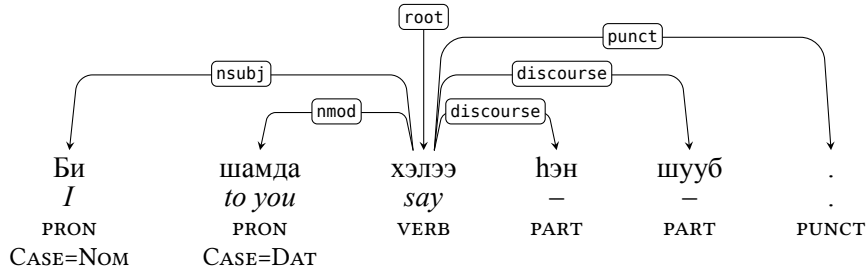 root
punct
nsubj discourse
nmod discourse
Би шамда хэлээ һэн шууб .
I to you say – – .
PRON PRON VERB PART PART PUNCT
CASE=NOM CASE=DAT